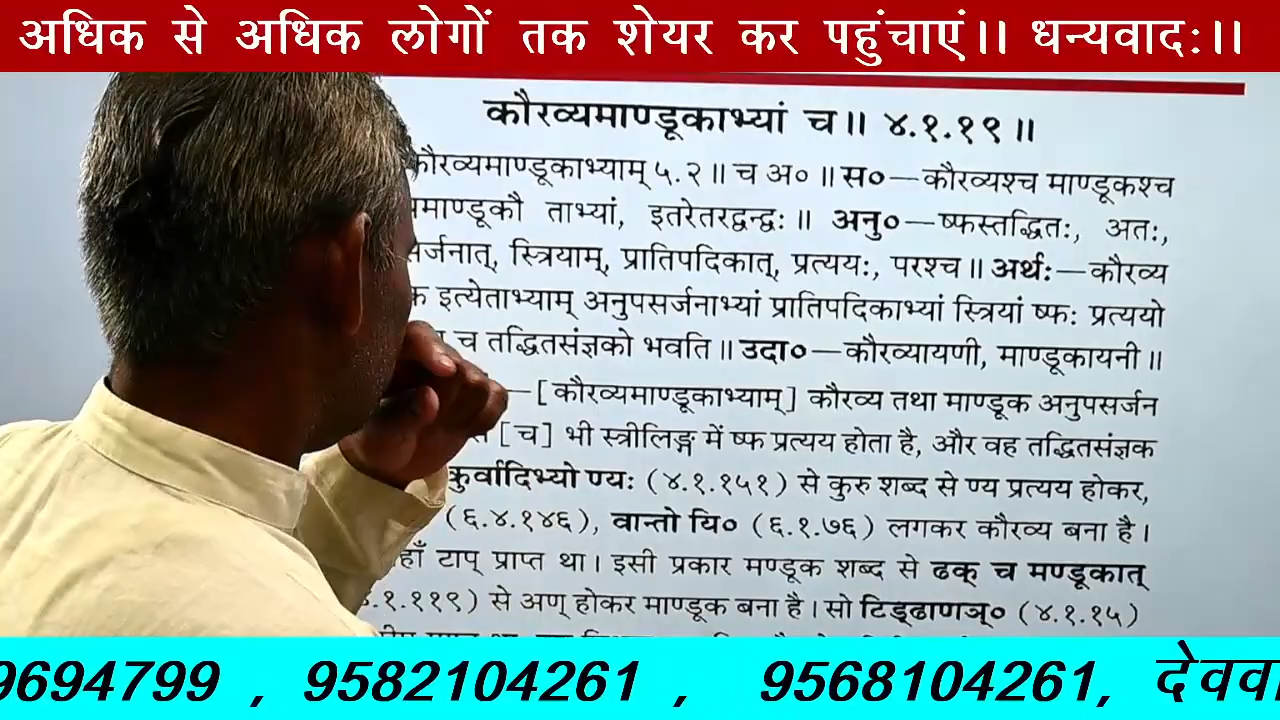 अधिक से अधिक लोगों तक शेयर कर पहुंचाएं।। धन्यवादः।।
कौरव्यमाण्डूकाभ्यां च॥ ४.१.१९॥
कौरव्यमाण्डूकाभ्याम् ५.२॥ च अ०॥ स०—कौरव्यश्च माण्डूकश्च
माण्डूकौ ताभ्यां, इतरेतरद्वन्द्वः॥ अनु०—ष्फस्तद्धितः, अतः,
सर्जनात्, स्त्रियाम्, प्रातिपदिकात्, प्रत्ययः, परश्च॥ अर्थः—कौरव्य
इत्येताभ्याम् अनुपसर्जनाभ्यां प्रातिपदिकाभ्यां स्त्रियां ष्फः प्रत्ययो
च तद्धितसंज्ञको भवति॥ उदा०—कौरव्यायणी, माण्डूकायनी॥
—[कौरव्यमाण्डूकाभ्याम्] कौरव्य तथा माण्डूक अनुपसर्जन
[च] भी स्त्रीलिङ्ग में ष्फ प्रत्यय होता है, और वह तद्धितसंज्ञक
कुर्वादिभ्यो ण्यः (४.१.१५१) से कुरु शब्द से ण्य प्रत्यय होकर,
(६.४.१४६), वान्तो यि० (६.१.७६) लगकर कौरव्य बना है।
टाप् प्राप्त था। इसी प्रकार मण्डूक शब्द से ढक् च मण्डूकात्
.१.११९) से अण् होकर माण्डूक बना है। सो टिड्ढाणञ्० (४.१.१५)
9694799 , 9582104261 , 9568104261, देववा